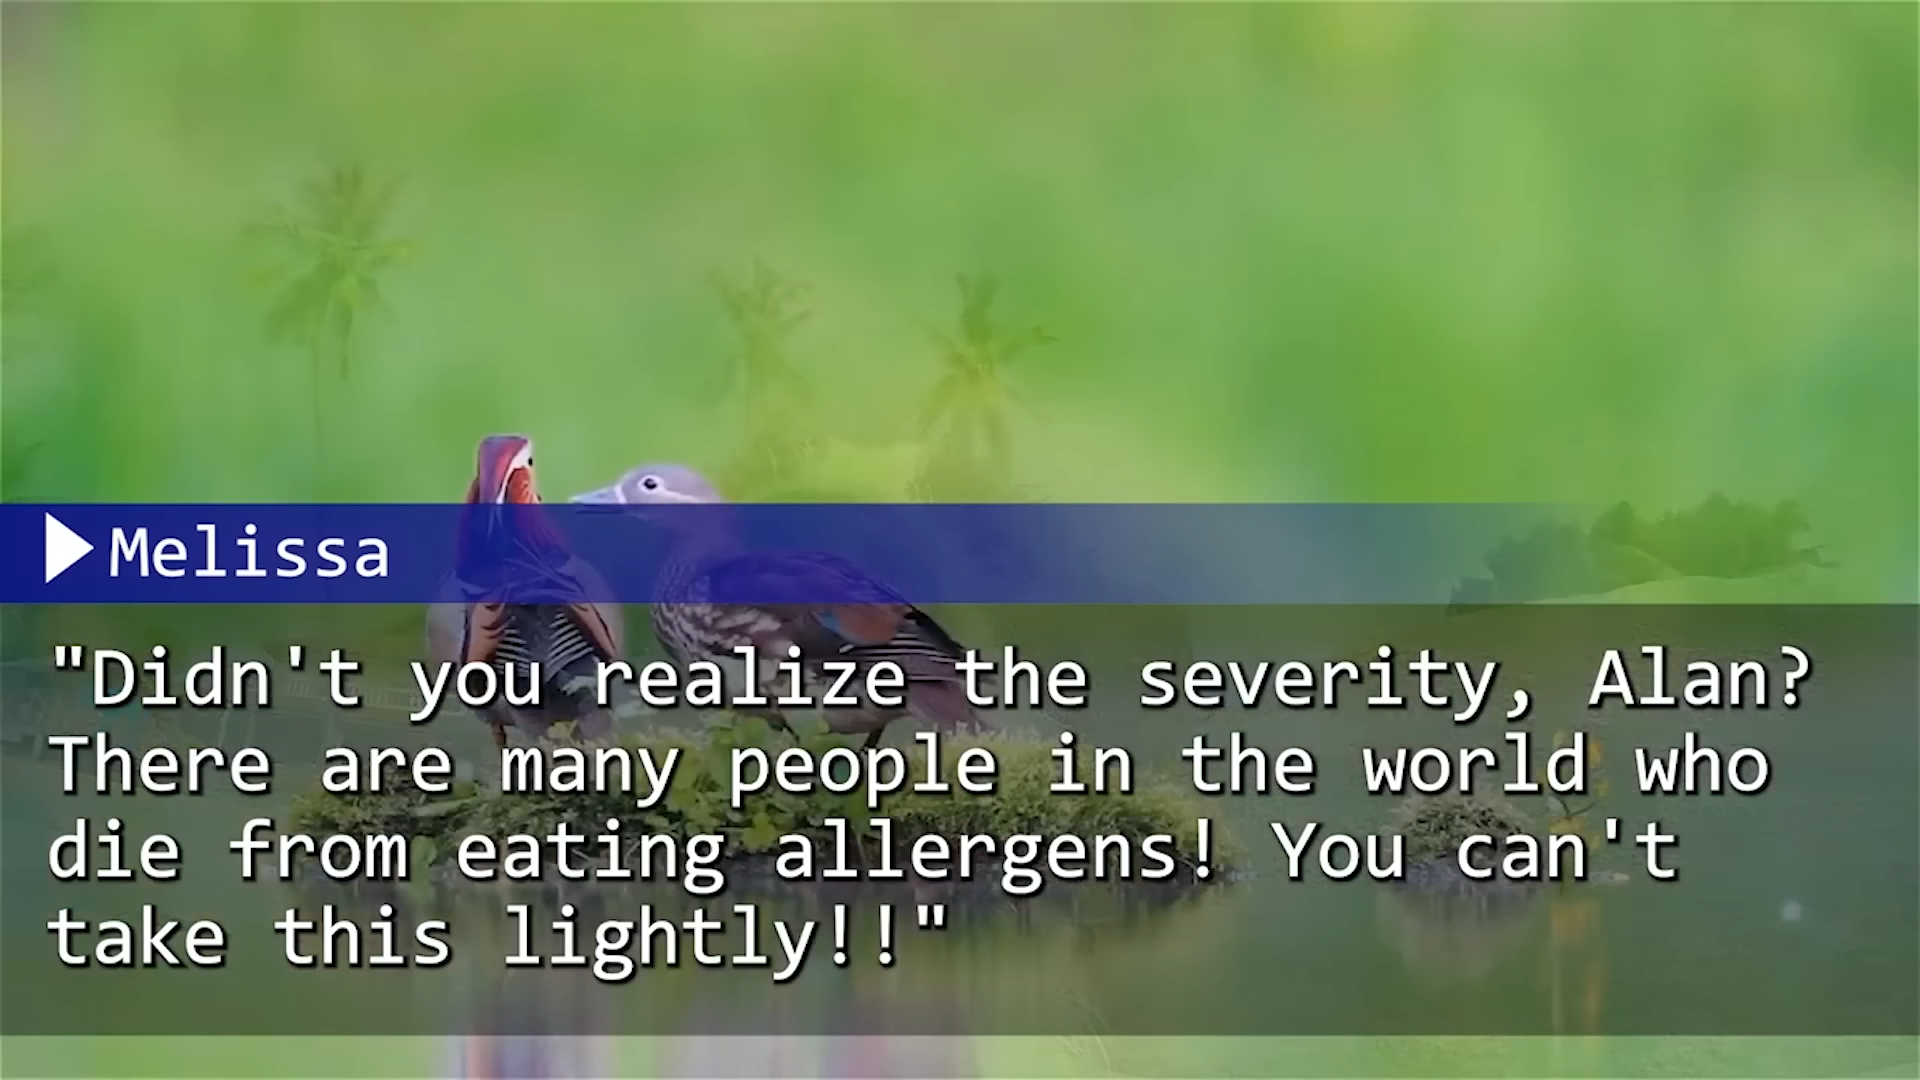 Melissa
"Didn't you realize the severity, Alan?
There are many people in the world who
die from eating allergens! You can't
take this lightly!!"